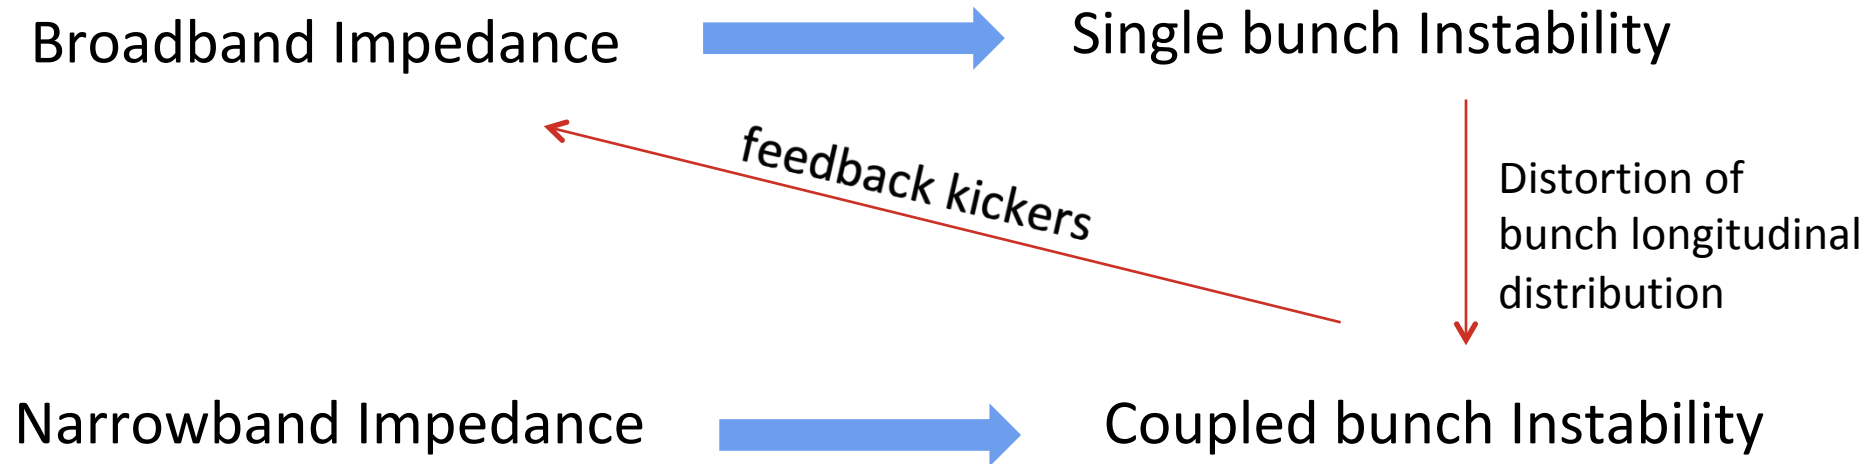 Broadband Impedance
Single bunch Instability
feedback kickers
Distortion of
bunch longitudinal
distribution
Narrowband Impedance
Coupled bunch Instability